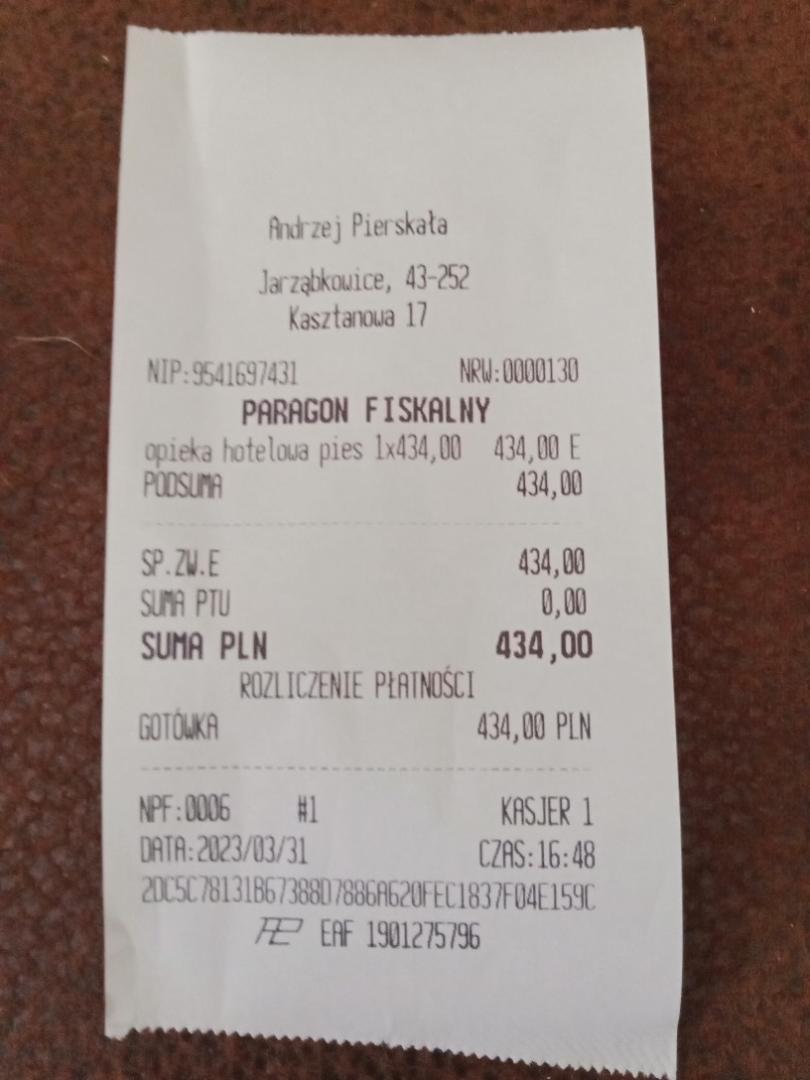 Andrzej Pierskała
Jarząbkowice, 43-252
Kasztanowa 17
NIP:9541697431 NRW:0000130
PARAGON FISKALNY
opieka hotelowa pies 1x434,00 434,00 E
PODSUMA 434,00
SP.ZW.E 434,00
SUMA PTU 0,00
SUMA PLN 434,00
ROZLICZENIE PŁATNOŚCI
GOTÓWKA 434,00 PLN
NPF:0006 #1 KASJER 1
DATA:2023/03/31 CZAS:16:48
2DC5C78131B67388D7886A620FEC1837F04E159C
EAF 1901275796